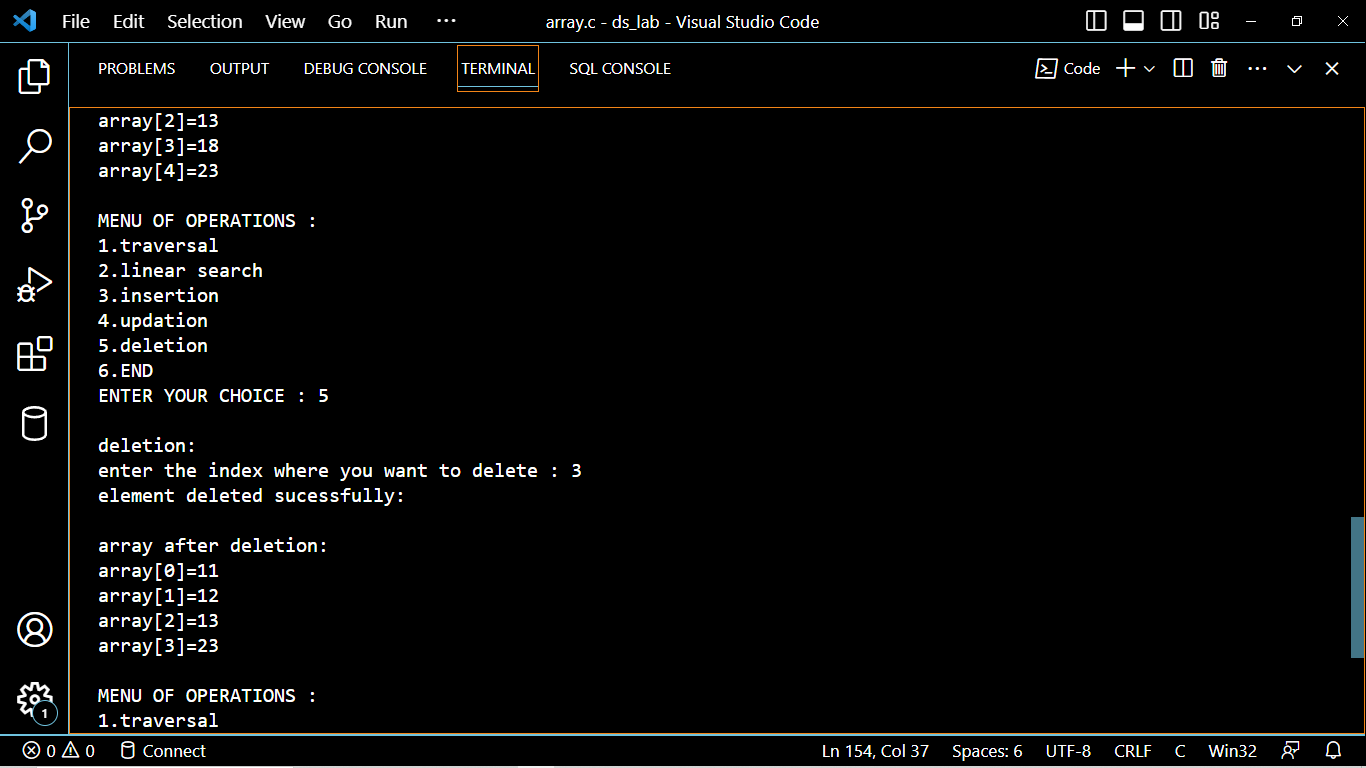 File Edit Selection View Go Run ··· array.c - ds_lab - Visual Studio Code
PROBLEMS OUTPUT DEBUG CONSOLE TERMINAL SQL CONSOLE Code
array[2]=13
array[3]=18
array[4]=23
MENU OF OPERATIONS :
1.traversal
2.linear search
3.insertion
4.updation
5.deletion
6.END
ENTER YOUR CHOICE : 5
deletion:
enter the index where you want to delete : 3
element deleted sucessfully:
array after deletion:
array[0]=11
array[1]=12
array[2]=13
array[3]=23
MENU OF OPERATIONS :
1.traversal
1
0 0 Connect Ln 154, Col 37 Spaces: 6 UTF-8 CRLF C Win32